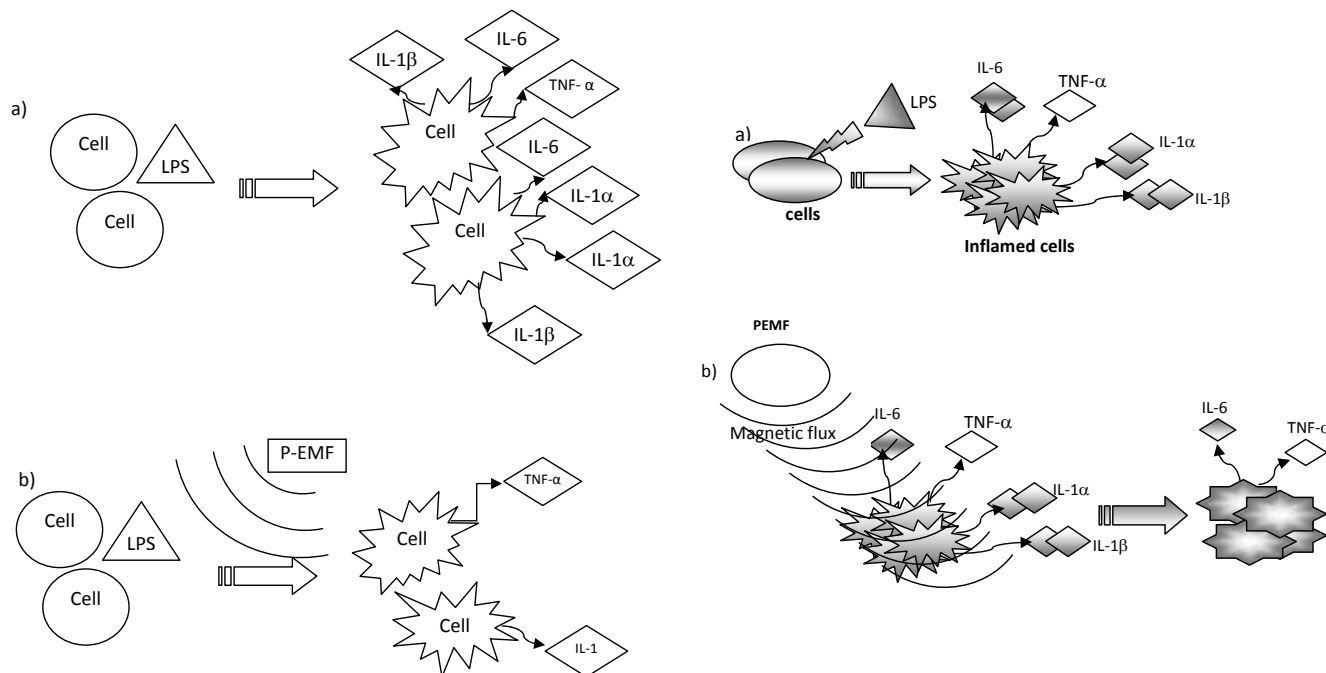 a)
Cell
LPS
Cell
IL-1β
IL-6
TNF- α
Cell
IL-6
IL-1α
Cell
IL-1α
IL-1β
b)
P-EMF
Cell
LPS
Cell
TNF-α
Cell
Cell
IL-1
a)
LPS
cells
IL-6
TNF-α
IL-1α
IL-1β
Inflamed cells
PEMF
b)
Magnetic flux
IL-6
TNF-α
IL-1α
IL-1β
IL-6
TNF-α